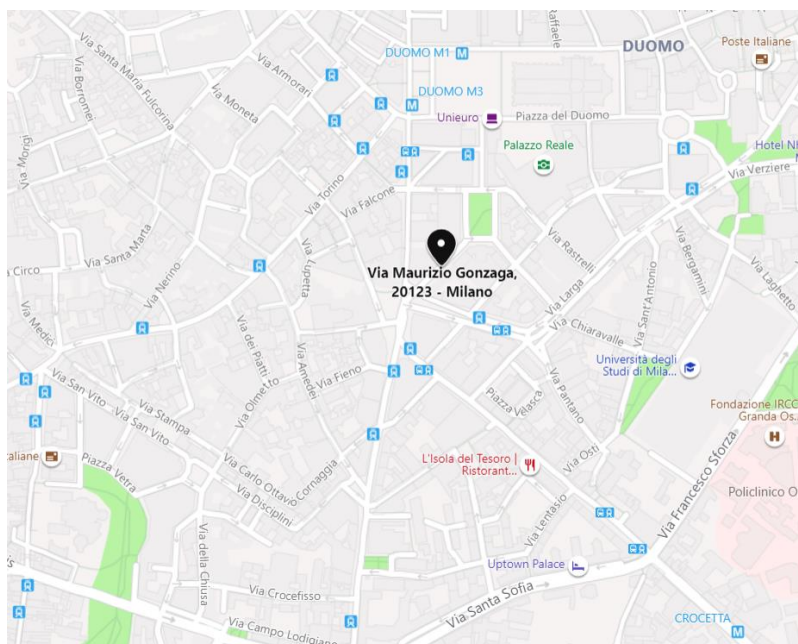 DUOMO
Poste Italiane
Raffaele
DUOMO M1
M
Via Santa Maria Fulcorina
Via Borromei
Via Armorari
Via Moneta
M
DUOMO M3
Unieuro
Piazza del Duomo
Palazzo Reale
Hotel NH
Via Verziere
Via Morigi
Via Torino
Via Falcone
Via Santa Marta
Via Lupetta
Via Rastrelli
Via Bergamini
Via Laghetto
Circo
Via Nerino
Via Maurizio Gonzaga,
20123 - Milano
Via Larga
Via Sant'Antonio
Via Medici
Via dei Piatti
Via Chiaravalle
Università degli
Studi di Mila...
Via Amedei
Via Fieno
Via Olmetto
Piazza Velasca
Via Pantano
Via San Vito
Via San Vito
Via Stampa
Fondazione IRCC
Granda Os...
H
taliane
Piazza Vetra
Via Carlo Ottavio Cornaggia
Via Disciplini
L'Isola del Tesoro |
Ristorant...
Via Osti
Via Francesco Sforza
Policlinico O
Via Lentasio
Via della Chiusa
Uptown Palace
Via Crocefisso
Via Santa Sofia
Via Campo Lodigiano
CROCETTA
M